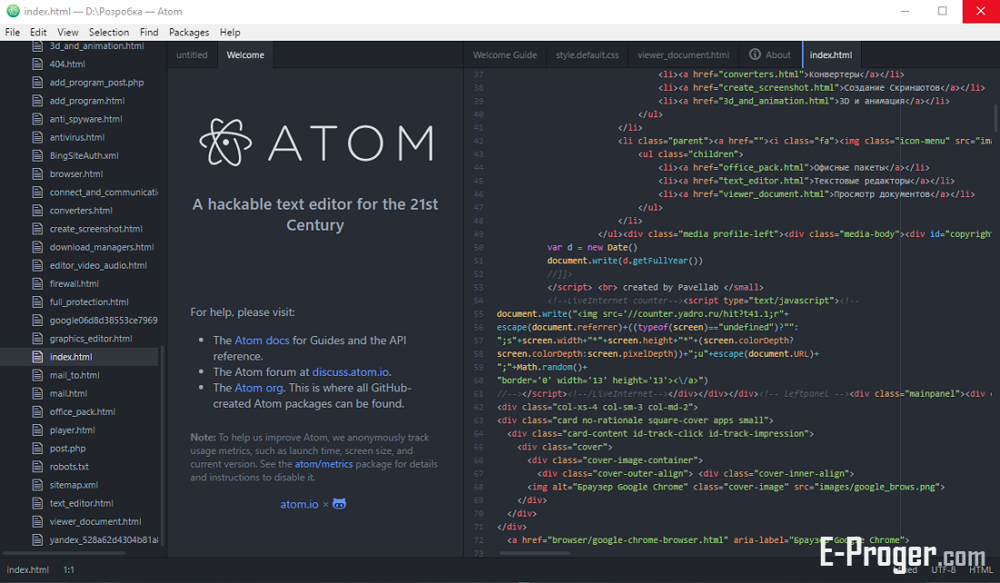 index.html — D:\Розробка — Atom
File Edit View Selection Find Packages Help
3d_and_animation.html
404.html
add_program_post.php
add_program.html
anti_spyware.html
antivirus.html
BingSiteAuth.xml
browser.html
connect_and_communicati
converters.html
create_screenshot.html
download_managers.html
editor_video_audio.html
firewall.html
full_protection.html
google06d8d38553ce7969
graphics_editor.html
index.html
mail_to.html
mail.html
office_pack.html
player.html
post.php
robots.txt
sitemap.xml
text_editor.html
viewer_document.html
yandex_528a62d4304b81a8
untitled Welcome
ATOM
A hackable text editor for the 21st
Century
For help, please visit:
• The Atom docs for Guides and the API
reference.
• The Atom forum at discuss.atom.io.
• The Atom org. This is where all GitHub-
created Atom packages can be found.
Note: To help us improve Atom, we anonymously track
usage metrics, such as launch time, screen size, and
current version. See the atom/metrics package for details
and instructions to disable it.
atom.io ×
Welcome Guide style.default.css viewer_document.html About index.html
37 <li><a href="converters.html">Конвертеры</a></li>
38 <li><a href="create_screenshot.html">Создание Скриншотов</a></li>
39 <li><a href="3d_and_animation.html">3D и анимация</a></li>
40 </ul>
41 </li>
42 <li class="parent"><a href=""><i class="fa"><img class="icon-menu" src="ima
43 <ul class="children">
44 <li><a href="office_pack.html">Офисные пакеты</a></li>
45 <li><a href="text_editor.html">Текстовые редакторы</a></li>
46 <li><a href="viewer_document.html">Просмотр документов</a></li>
47 </ul>
48 </li>
49 </ul><div class="media profile-left"><div class="media-body"><div id="copyright
50 var d = new Date()
51 document.write(d.getFullYear())
52 //]]>
53 </script> <br> created by Pavellab </small>
54 <!--LiveInternet counter--><script type="text/javascript"><!--
55 document.write("<img src='//counter.yadro.ru/hit?t41.1;r"+
56 escape(document.referrer)+((typeof(screen)=="undefined")?"":
57 ";s"+screen.width+"*"+screen.height+"*"+(screen.colorDepth?
58 screen.colorDepth:screen.pixelDepth))+";u"+escape(document.URL)+
59 ";"+Math.random()+
60 "border='0' width='13' height='13'><\/a>")
61 //--></script><!--/LiveInternet--></div></div></div><!-- leftpanel --><div class="mainpanel"><div c
62 <div class="col-xs-4 col-sm-3 col-md-2">
63 <div class="card no-rationale square-cover apps small">
64 <div class="card-content id-track-click id-track-impression">
65 <div class="cover">
66 <div class="cover-image-container">
67 <div class="cover-outer-align"> <div class="cover-inner-align">
68 <img alt="Браузер Google Chrome" class="cover-image" src="images/google_brows.png">
69 </div>
70 </div>
71 </div>
72 <a href="browser/google-chrome-browser.html" aria-label="Браузер Google Chrome">
73
E-Proger.com
index.html 1:1 UTF-8 HTML